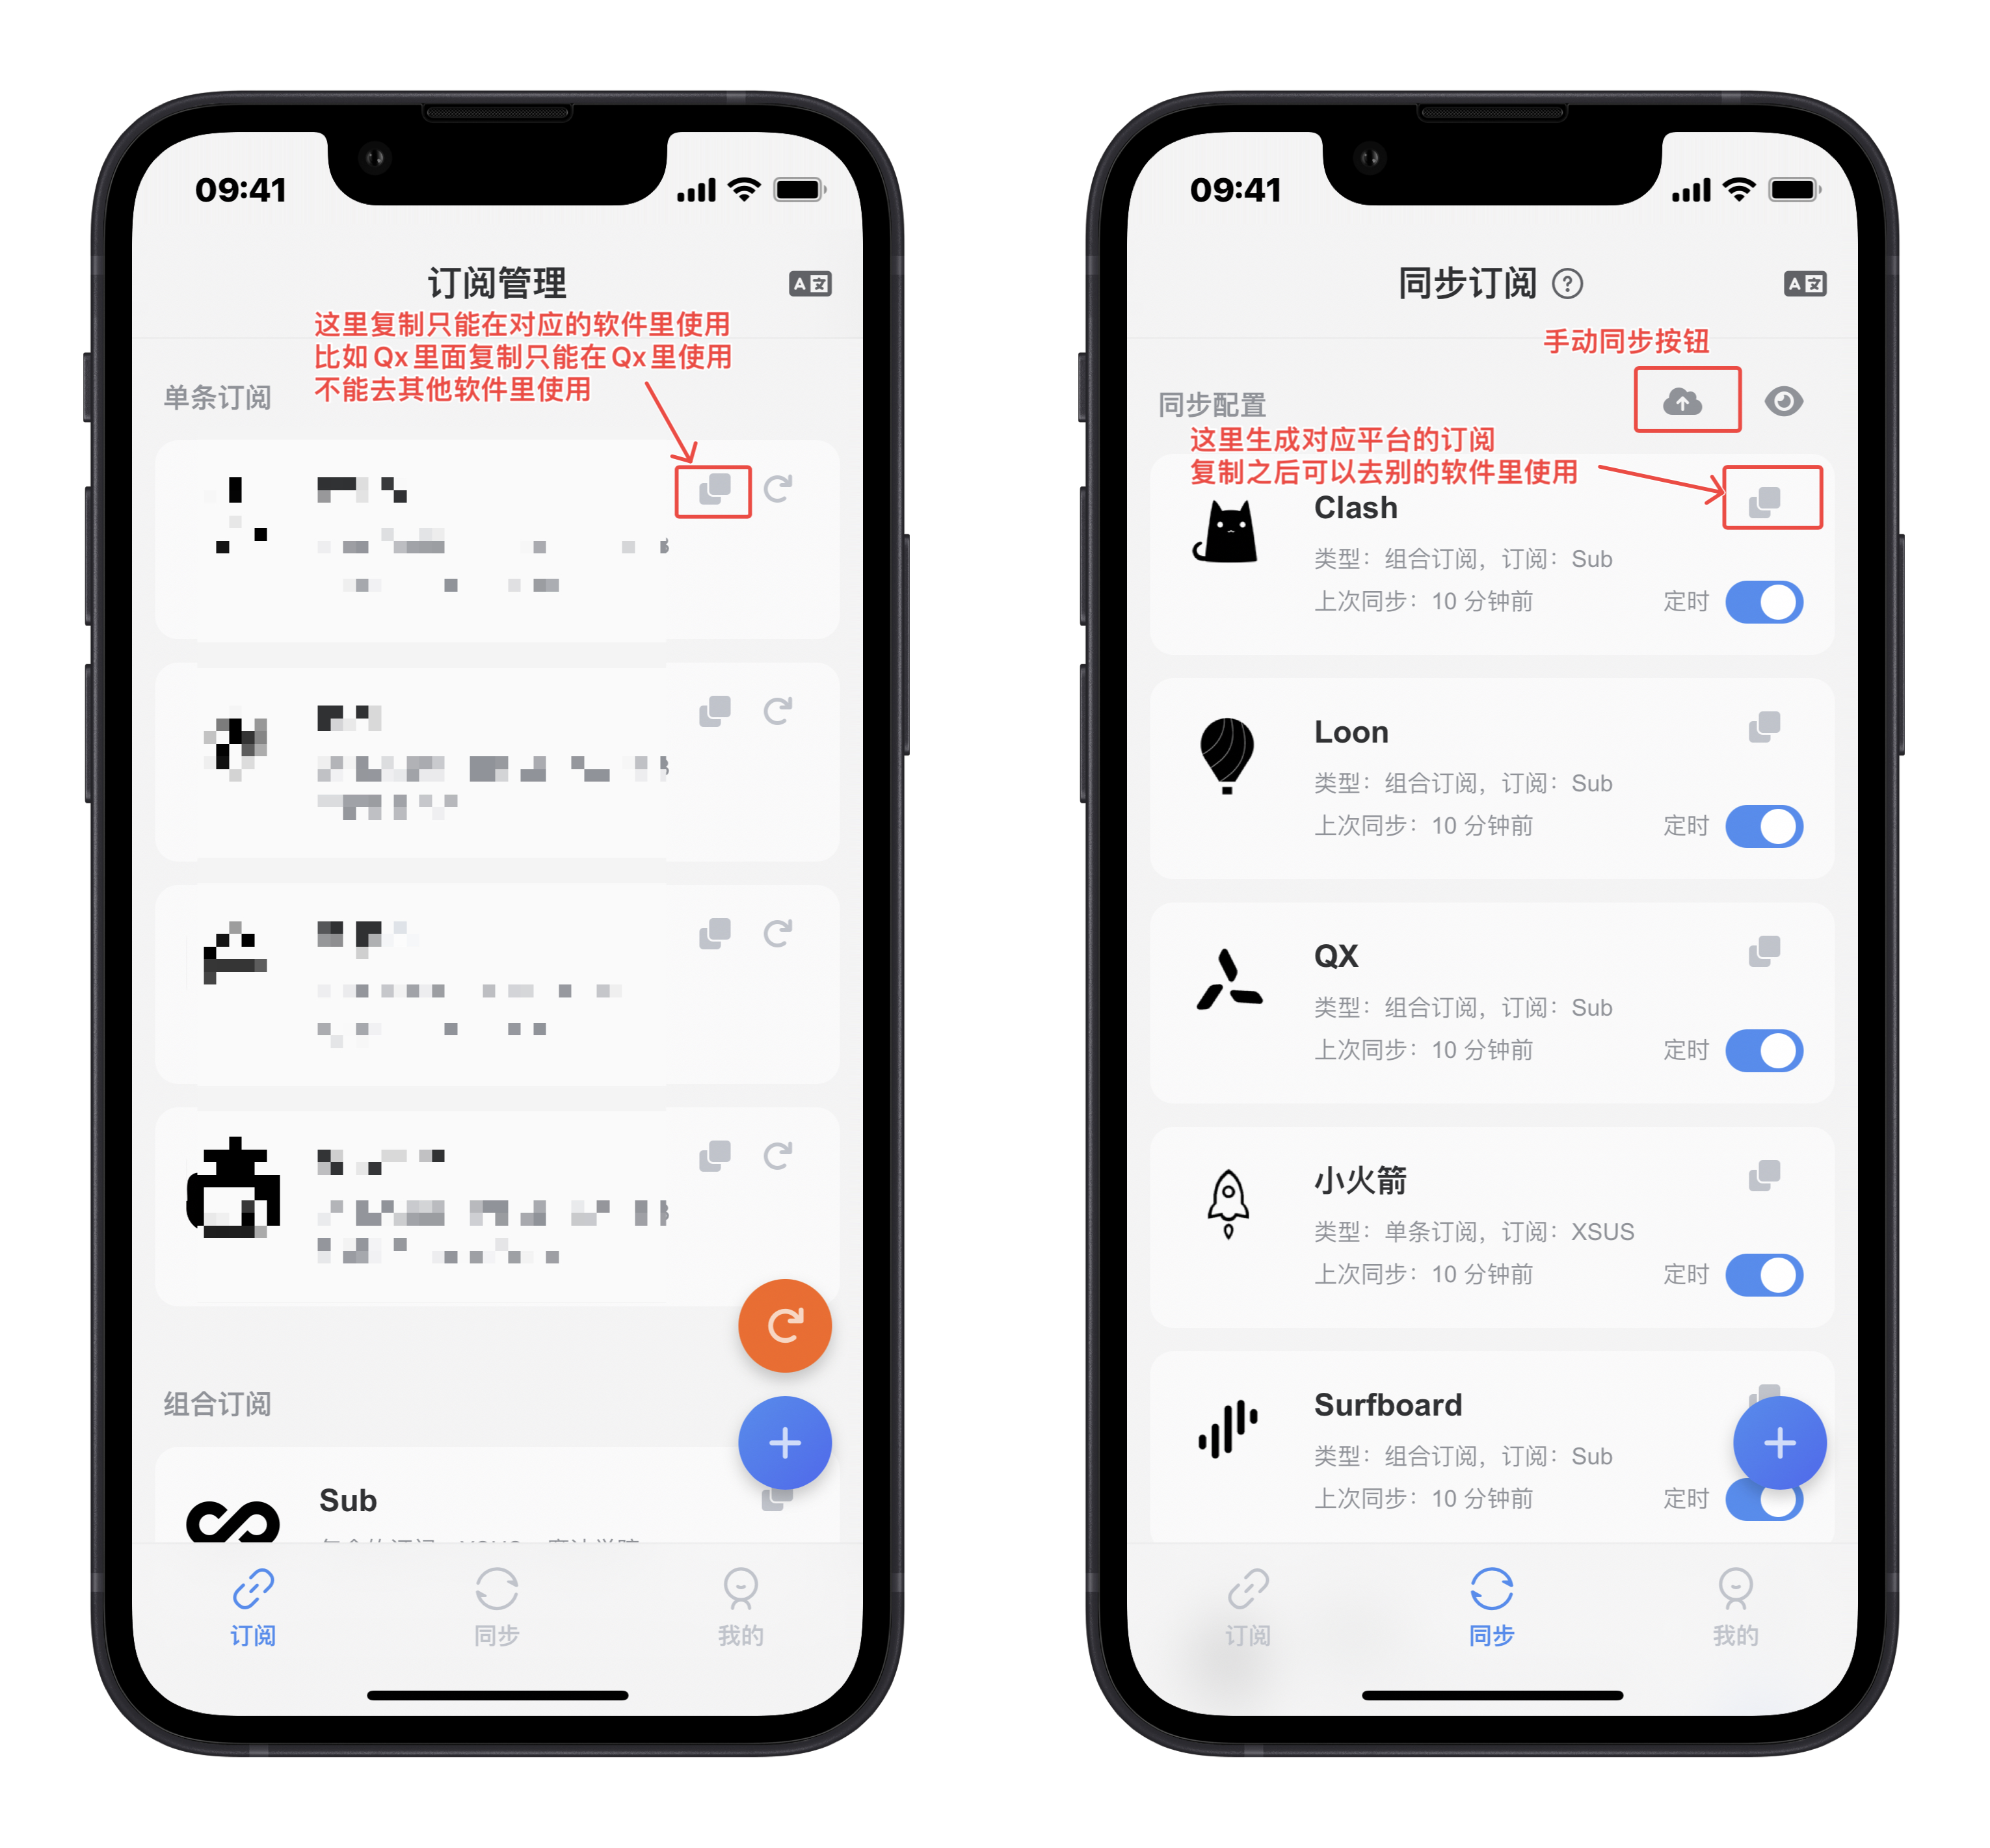 09:41
订阅管理
A 文
这里复制只能在对应的软件里使用
比如 Qx 里面复制只能在 Qx 里使用
不能去其他软件里使用
单条订阅
组合订阅
Sub
订阅
同步
我的
09:41
同步订阅 ?
A 文
手动同步按钮
同步配置
这里生成对应平台的订阅
复制之后可以去别的软件里使用
Clash
类型：组合订阅，订阅：Sub
上次同步：10 分钟前
定时
Loon
类型：组合订阅，订阅：Sub
上次同步：10 分钟前
定时
QX
类型：组合订阅，订阅：Sub
上次同步：10 分钟前
定时
小火箭
类型：单条订阅，订阅：XSUS
上次同步：10 分钟前
定时
Surfboard
类型：组合订阅，订阅：Sub
上次同步：10 分钟前
定时
订阅
同步
我的